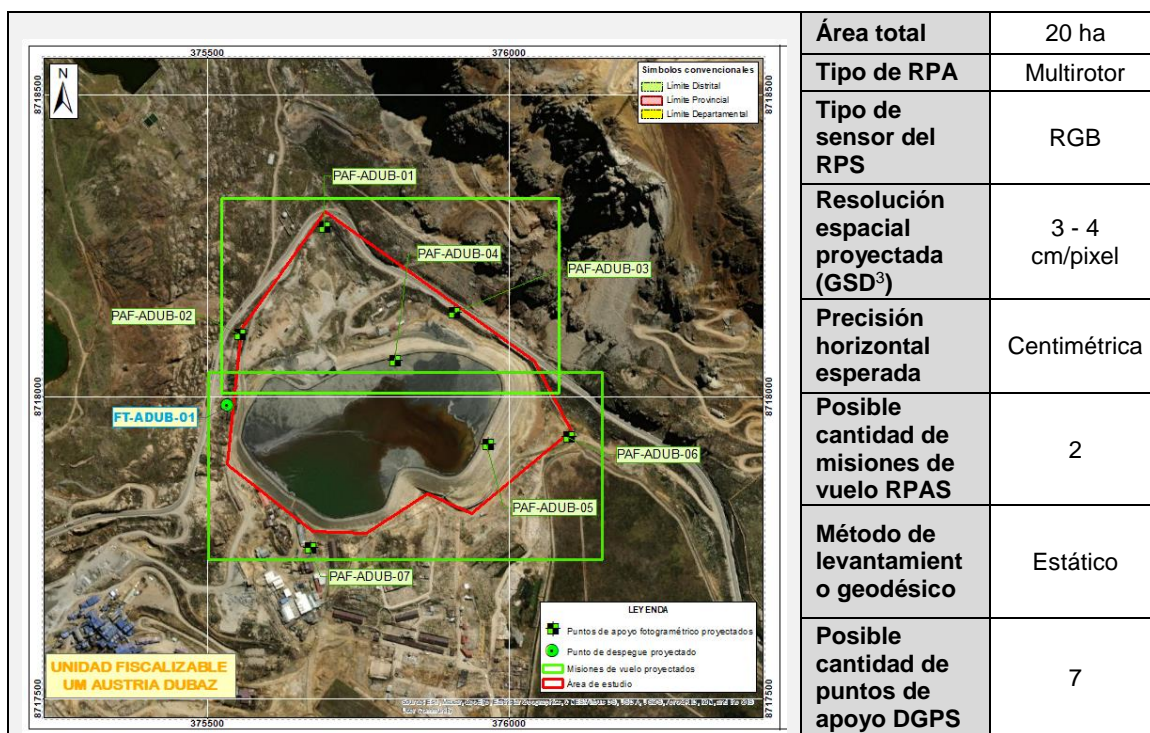 375500
376000
8718500
8718500
N
Símbolos convencionales
Límite Distrital
Límite Provincial
Límite Departamental
PAF-ADUB-01
PAF-ADUB-04
PAF-ADUB-03
PAF-ADUB-02
8718000
8718000
FT-ADUB-01
PAF-ADUB-06
PAF-ADUB-05
PAF-ADUB-07
LEYENDA
Puntos de apoyo fotogramétrico proyectados
Punto de despegue proyectado
Misiones de vuelo proyectados
Área de estudio
UNIDAD FISCALIZABLE
UM AUSTRIA DUBAZ
8717500
8717500
375500
376000
Área total
20 ha
Tipo de RPA
Multirotor
Tipo de
sensor del
RPS
RGB
Resolución
espacial
proyectada
(GSD³)
3 - 4
cm/pixel
Precisión
horizontal
esperada
Centimétrica
Posible
cantidad de
misiones de
vuelo RPAS
2
Método de
levantamient
o geodésico
Estático
Posible
cantidad de
puntos de
apoyo DGPS
7